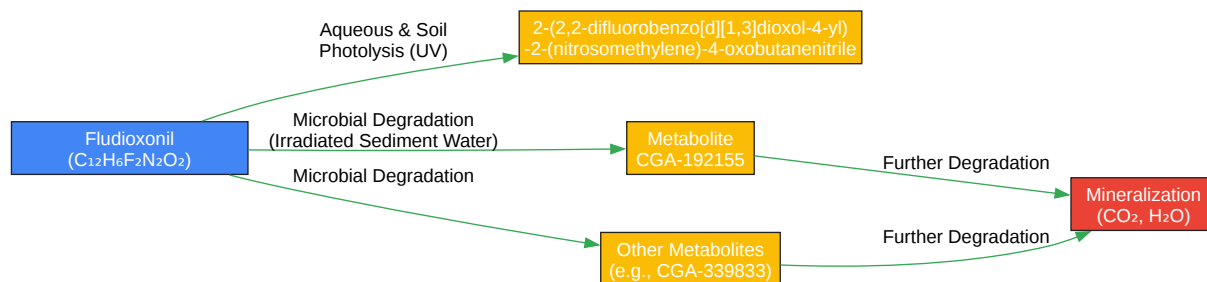 Aqueous & Soil
Photolysis (UV)
2-(2,2-difluorobenzo[d][1,3]dioxol-4-yl)
-2-(nitrosomethylene)-4-oxobutanenitrile
Fludioxonil
(C₁₂H₆F₂N₂O₂)
Microbial Degradation
(Irradiated Sediment Water)
Metabolite
CGA-192155
Microbial Degradation
Other Metabolites
(e.g., CGA-339833)
Further Degradation
Further Degradation
Mineralization
(CO₂, H₂O)